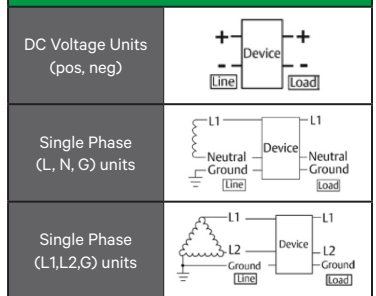 DC Voltage Units
(pos, neg)
+ + 
Device
- -
Line Load
Single Phase
(L, N, G) units
L1 L1
Device
Neutral Neutral
Ground Ground
Line Load
Single Phase
(L1,L2,G) units
L1 L1
Device
L2 L2
Ground Ground
Line Load